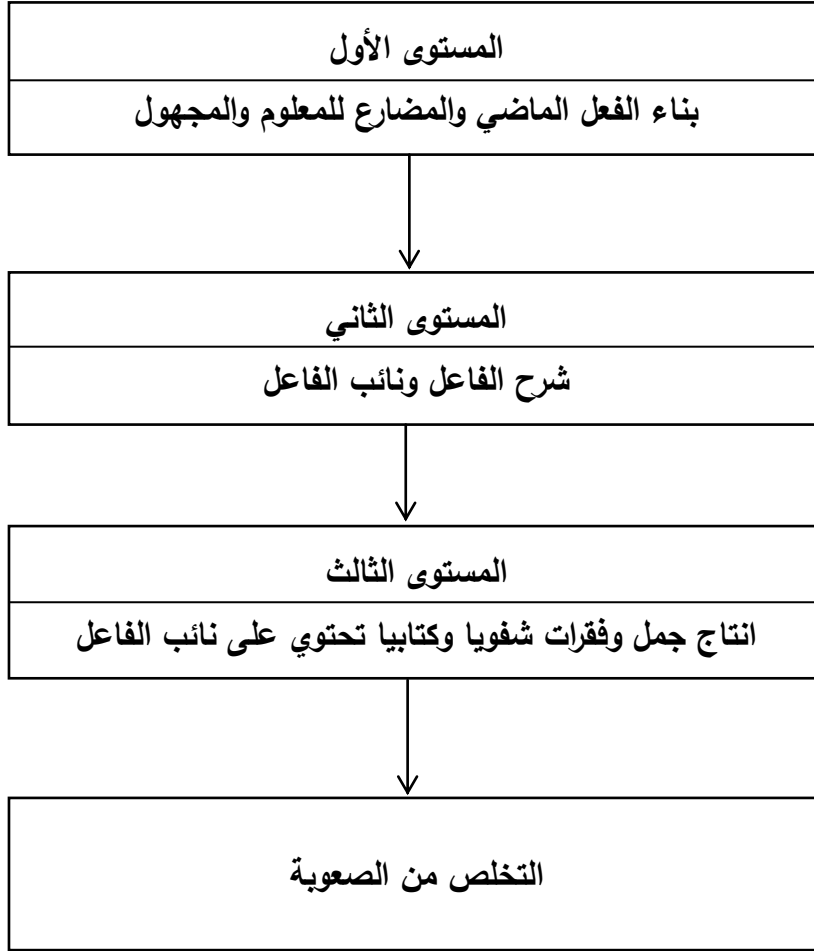 المستوى الأول
بناء الفعل الماضي والمضارع للمعلوم والمجهول
المستوى الثاني
شرح الفاعل ونائب الفاعل
المستوى الثالث
انتاج جمل وفقرات شفويا وكتابيا تحتوي على نائب الفاعل
التخلص من الصعوبة